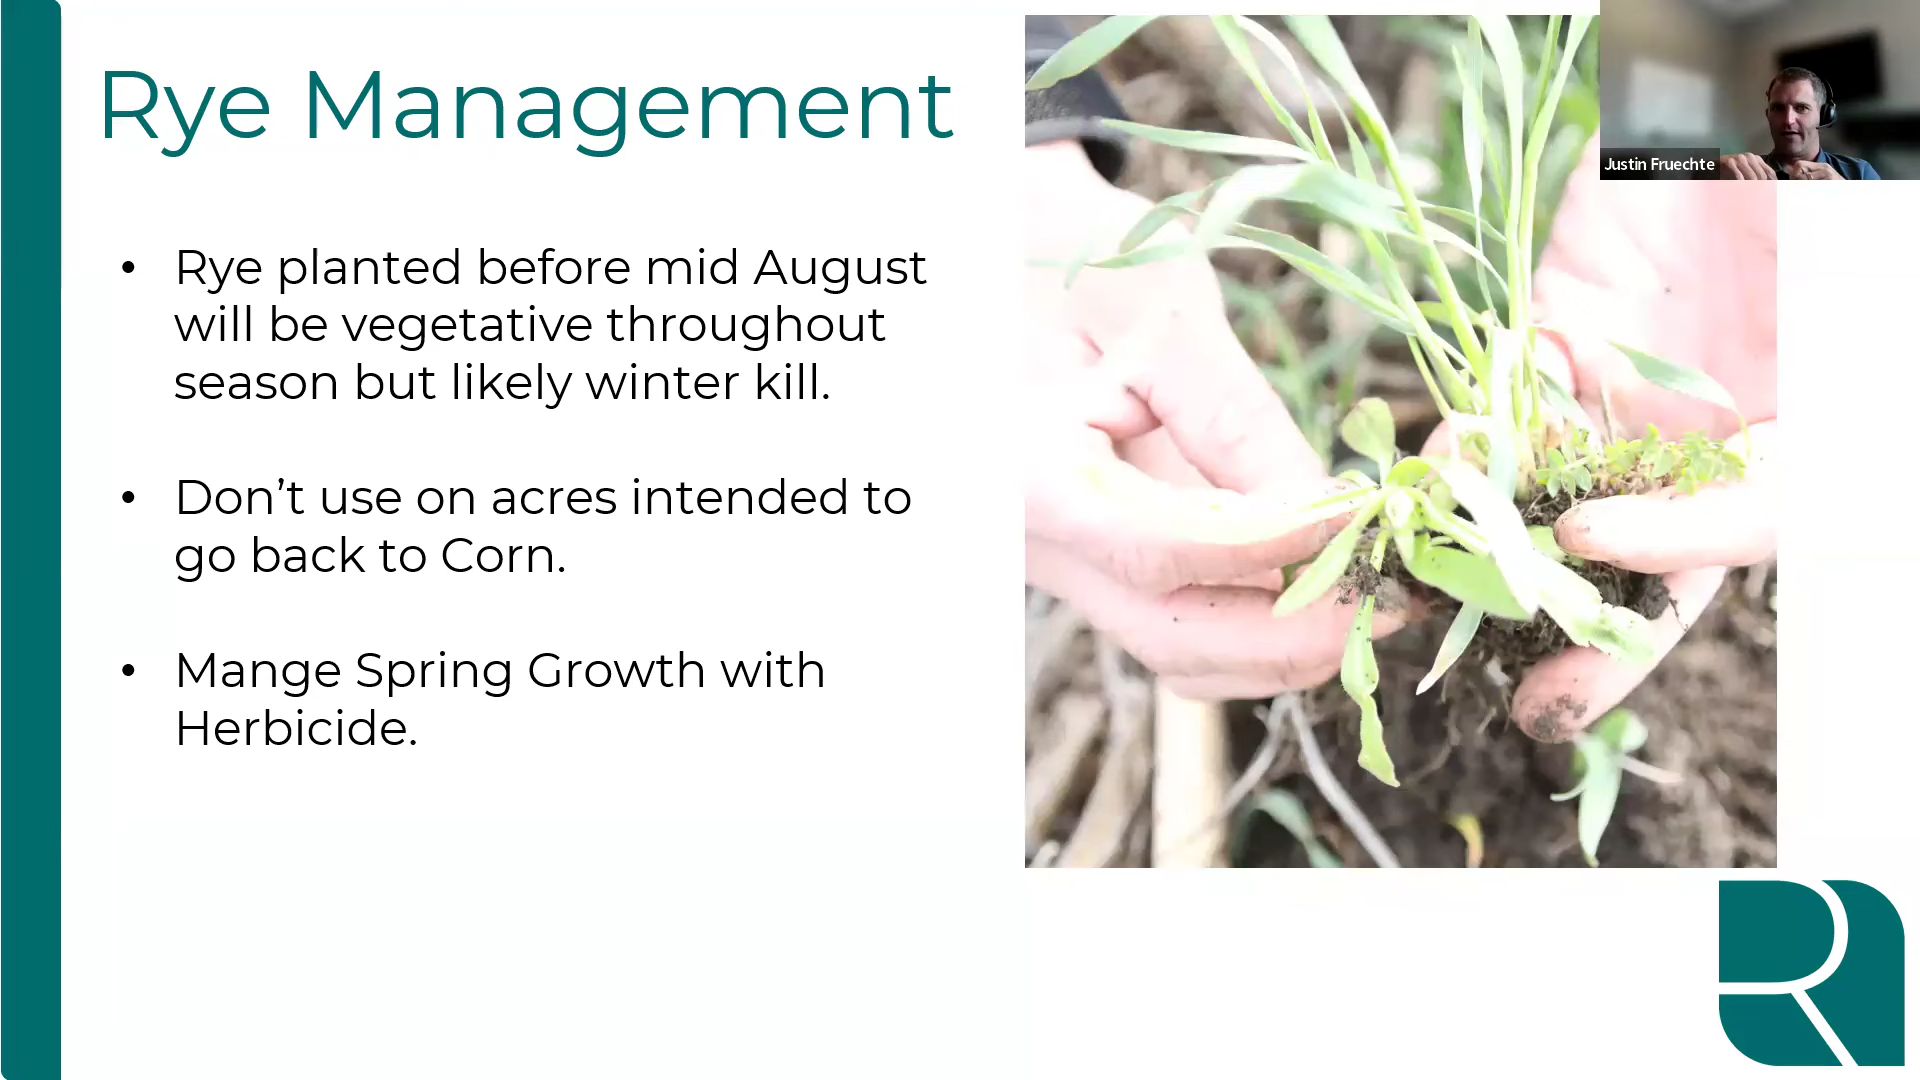 Rye Management
Justin Fruechte
• Rye planted before mid August
will be vegetative throughout
season but likely winter kill.
• Don’t use on acres intended to
go back to Corn.
• Mange Spring Growth with
Herbicide.